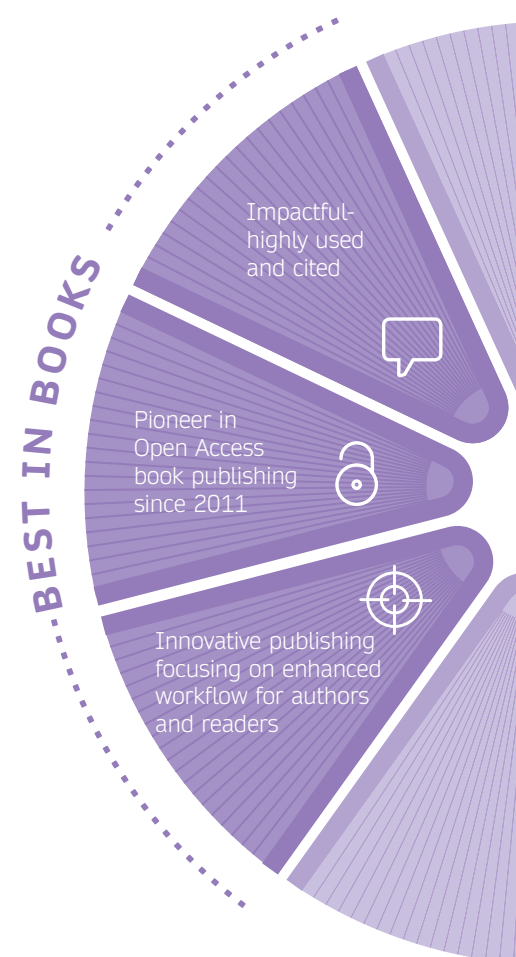 BEST IN BOOKS
Impactful-
highly used
and cited
Pioneer in
Open Access
book publishing
since 2011
Innovative publishing
focusing on enhanced
workflow for authors
and readers